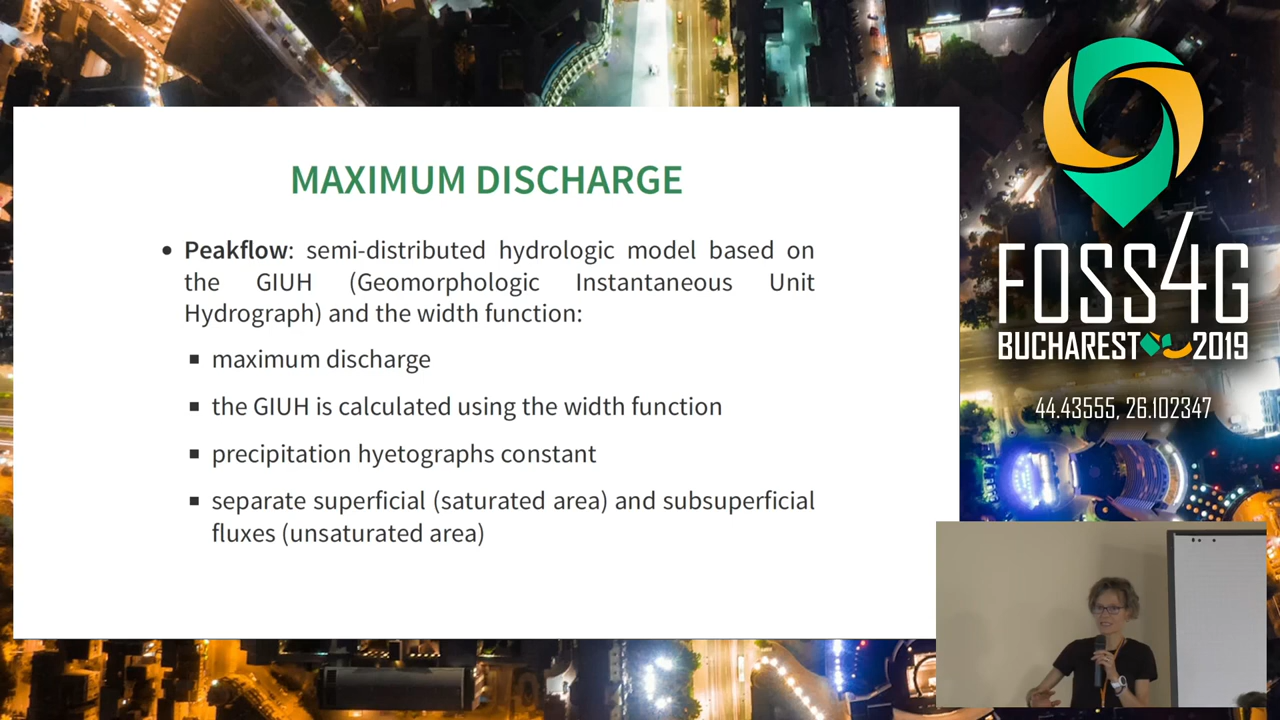 MAXIMUM DISCHARGE
• Peakflow: semi-distributed hydrologic model based on
the GIUH (Geomorphologic Instantaneous Unit
Hydrograph) and the width function:
▪ maximum discharge
▪ the GIUH is calculated using the width function
▪ precipitation hyetographs constant
▪ separate superficial (saturated area) and subsuperficial
fluxes (unsaturated area)
FOSS4G
BUCHAREST 2019
44.43555, 26.102347